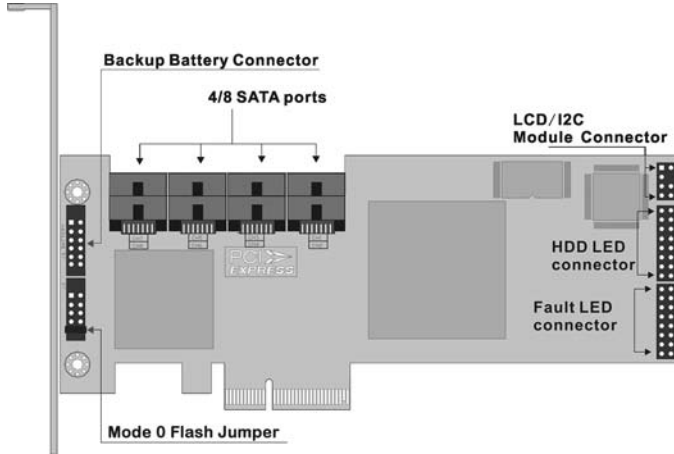 Backup Battery Connector
4/8 SATA ports
LCD/I2C
Module Connector
HDD LED
connector
PCI
EXPRESS
Fault LED
connector
Mode 0 Flash Jumper